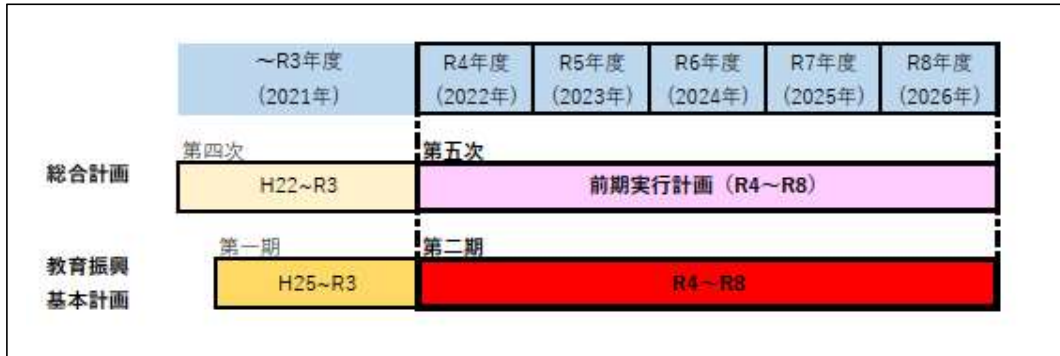 ～R3年度 R4年度 R5年度 R6年度 R7年度 R8年度
（2021年） （2022年） （2023年） （2024年） （2025年） （2026年）
第四次 第五次
総合計画 H22~R3 前期実行計画（R4～R8）
第一期 第二期
教育振興
基本計画
H25~R3 R4～R8